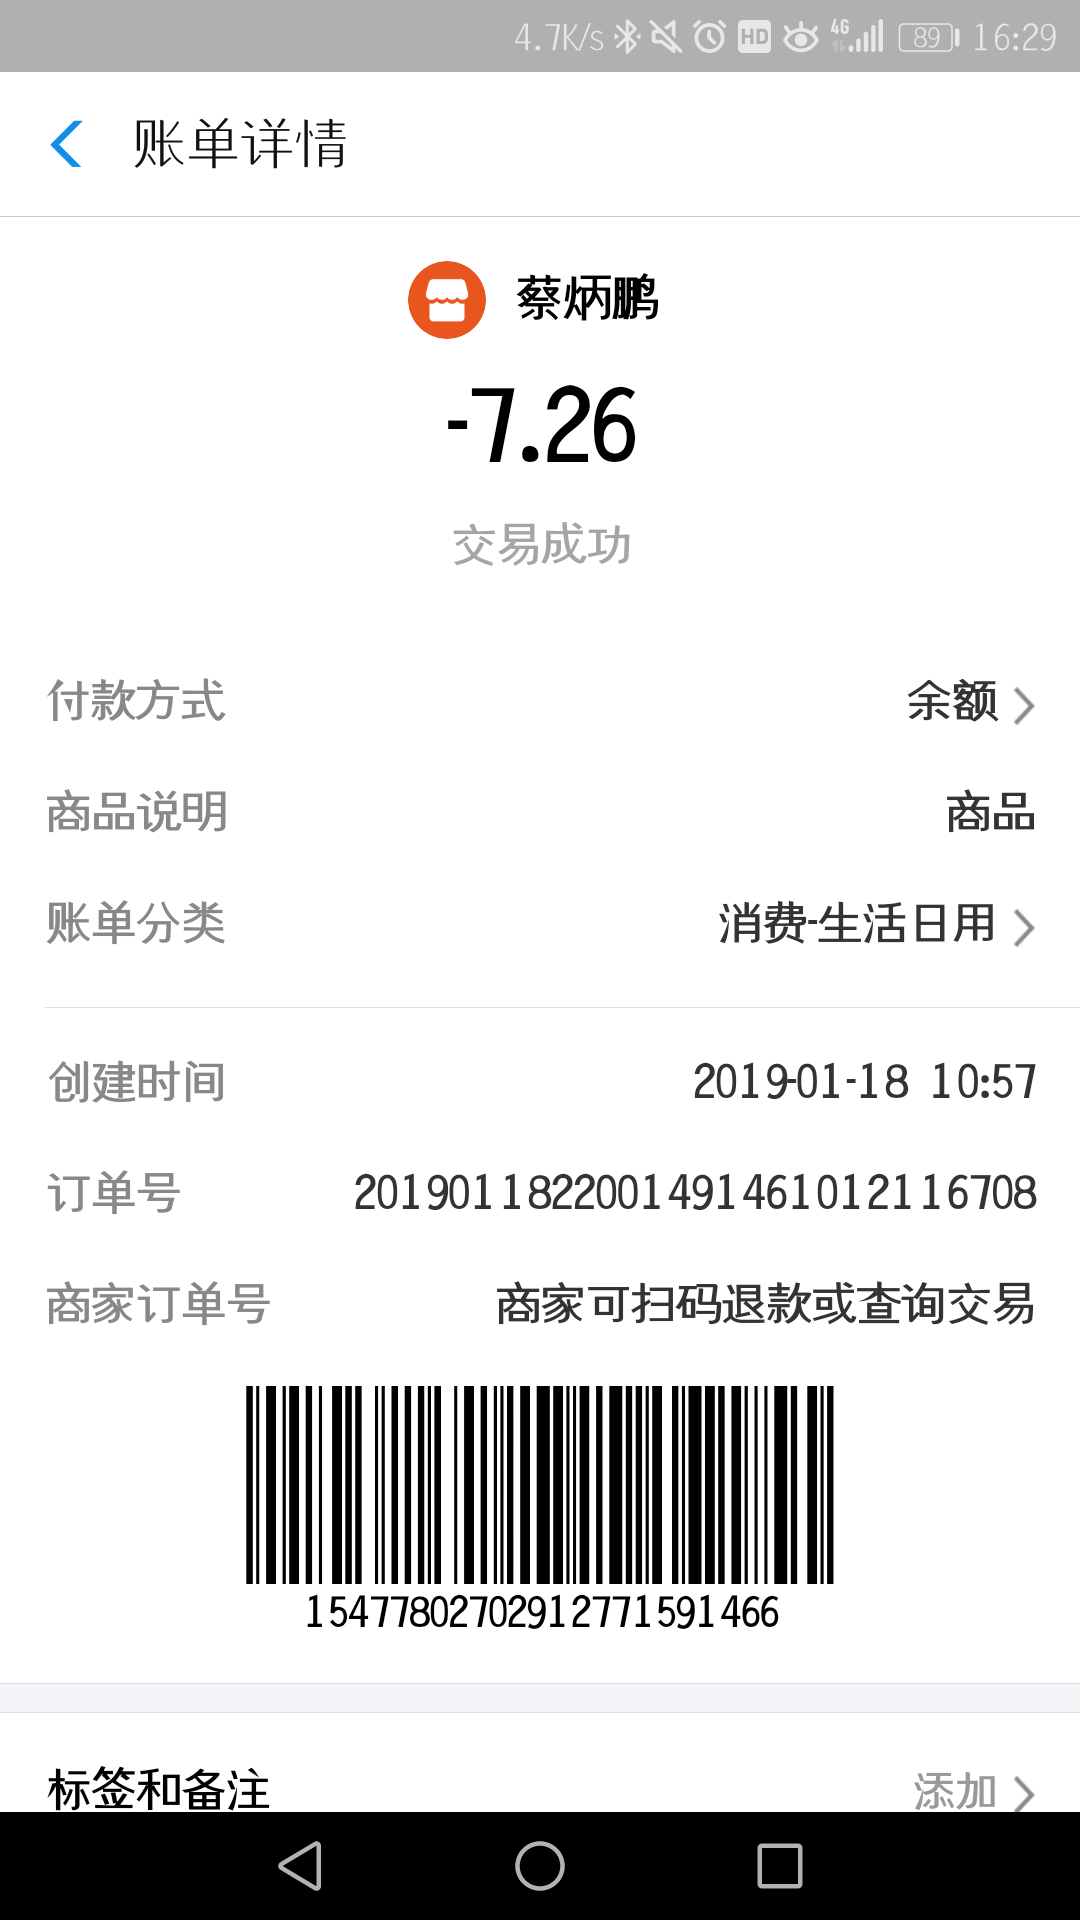 4.7K/s HD 4G 89 16:29
账单详情
蔡炳鹏
-7.26
交易成功
付款方式 余额
商品说明 商品
账单分类 消费-生活日用
创建时间 2019-01-18 10:57
订单号 2019011822001491461012116708
商家订单号 商家可扫码退款或查询交易
154778027029127715​91466
标签和备注 添加